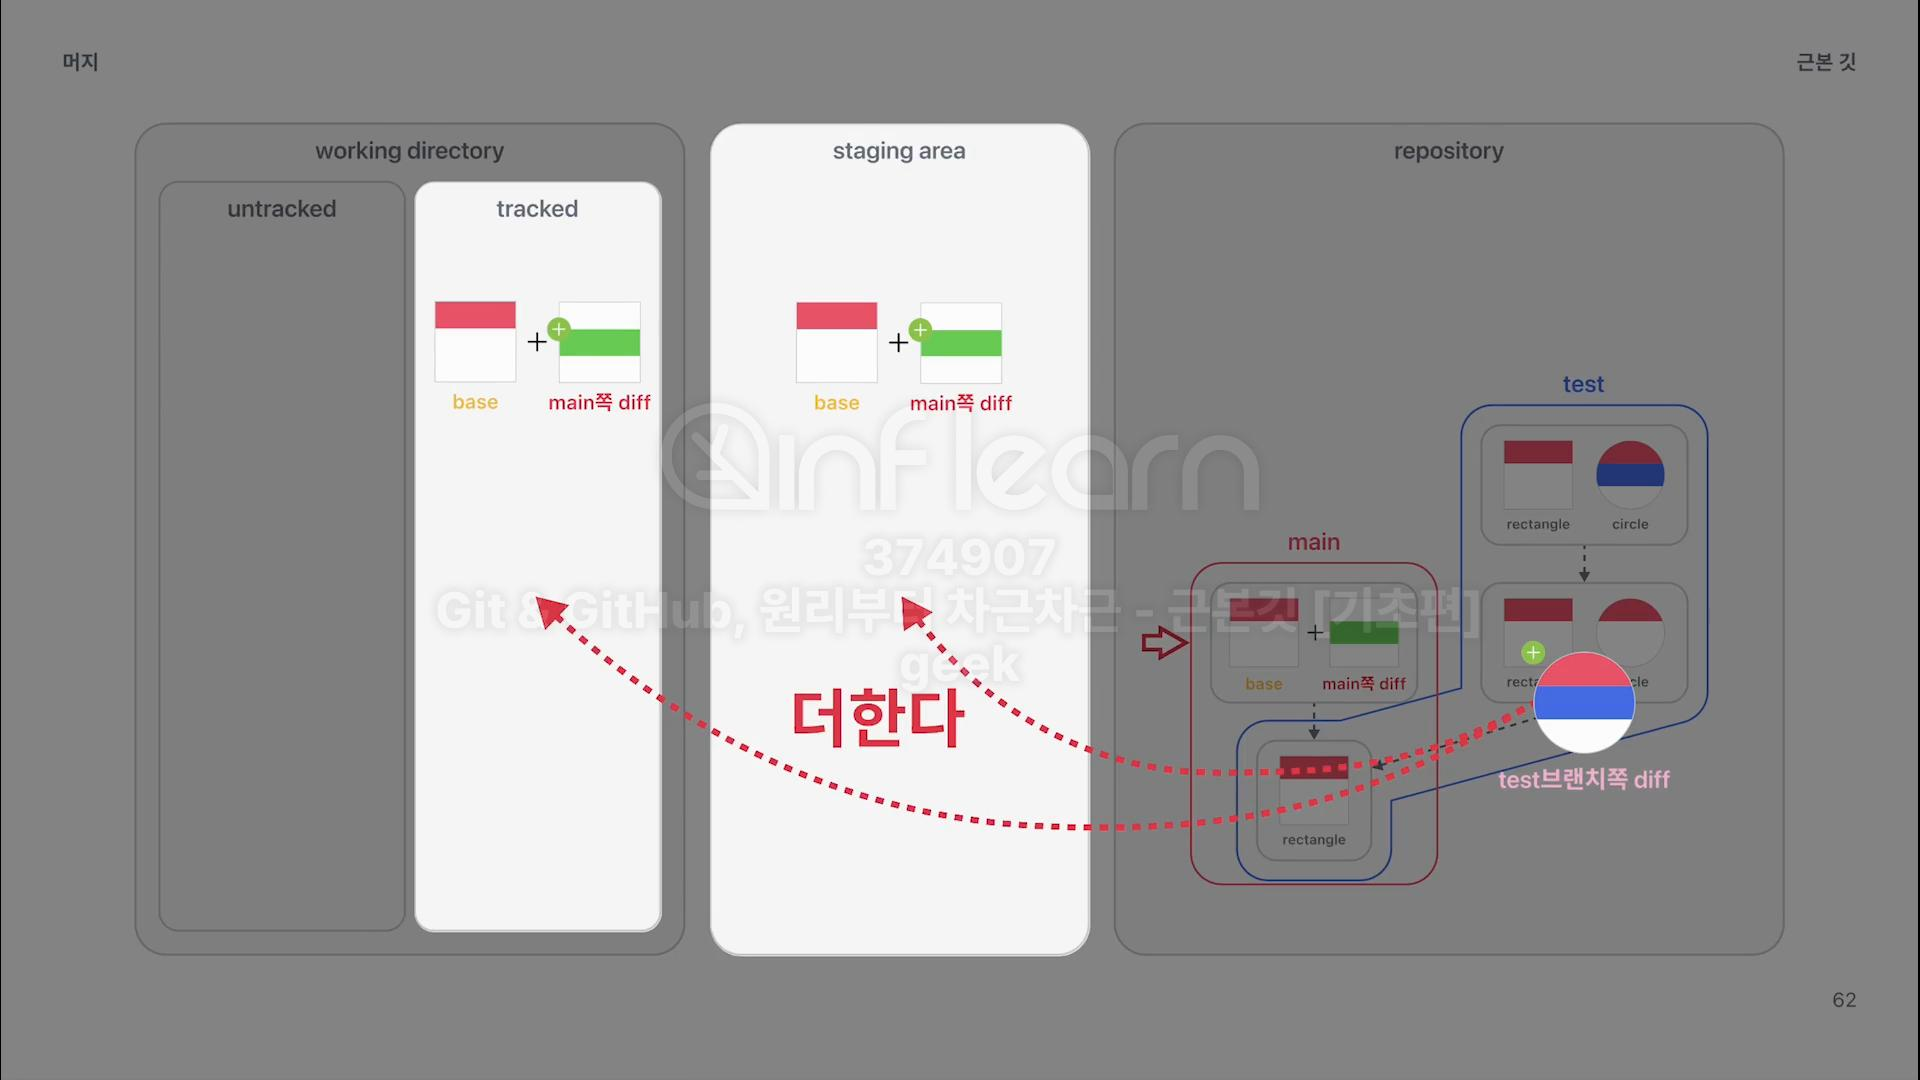 머지
근본 깃
working directory
untracked
tracked
base
main쪽 diff
staging area
base
main쪽 diff
repository
test
rectangle
circle
main
base
main쪽 diff
rectangle
test브랜치쪽 diff
더한다
inflearn
374907
Git & GitHub, 원리부터 차근차근 - 근본깃 [기초편]
geek
62